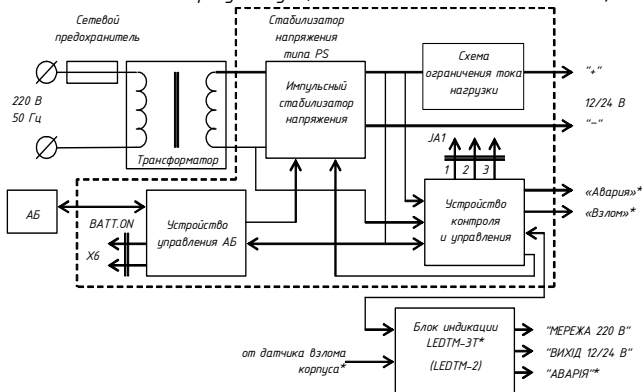 Сетевой
предохранитель
Стабилизатор
напряжения
типа PS
220 В
50 Гц
Трансформатор
Импульсный
стабилизатор
напряжения
Схема
ограничения тока
нагрузки
"+"
12/24 В
"–"
JA1
1 2 3
АБ
BATT.ON
X6
Устройство
управления АБ
Устройство
контроля
и управления
«Авария»*
«Взлом»*
от датчика взлома
корпуса*
Блок индикации
LEDTM-3T*
(LEDTM-2)
"МЕРЕЖА 220 В"
"ВИХІД 12/24 В"
"АВАРІЯ"*